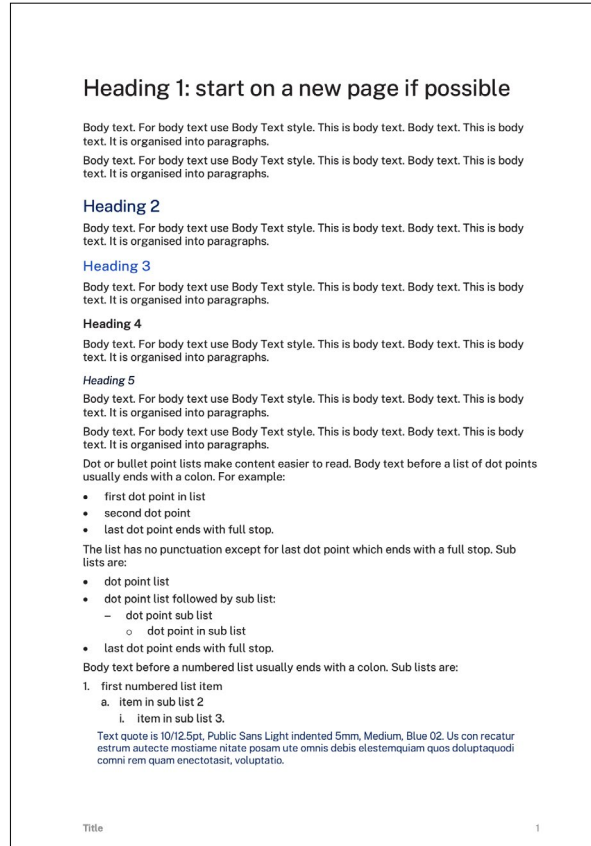 Heading 1: start on a new page if possible
Body text. For body text use Body Text style. This is body text. Body text. This is body
text. It is organised into paragraphs.
Body text. For body text use Body Text style. This is body text. Body text. This is body
text. It is organised into paragraphs.
Heading 2
Body text. For body text use Body Text style. This is body text. Body text. This is body
text. It is organised into paragraphs.
Heading 3
Body text. For body text use Body Text style. This is body text. Body text. This is body
text. It is organised into paragraphs.
Heading 4
Body text. For body text use Body Text style. This is body text. Body text. This is body
text. It is organised into paragraphs.
Heading 5
Body text. For body text use Body Text style. This is body text. Body text. This is body
text. It is organised into paragraphs.
Body text. For body text use Body Text style. This is body text. Body text. This is body
text. It is organised into paragraphs.
Dot or bullet point lists make content easier to read. Body text before a list of dot points
usually ends with a colon. For example:
• first dot point in list
• second dot point
• last dot point ends with full stop.
The list has no punctuation except for last dot point which ends with a full stop. Sub
lists are:
• dot point list
• dot point list followed by sub list:
– dot point sub list
o dot point in sub list
• last dot point ends with full stop.
Body text before a numbered list usually ends with a colon. Sub lists are:
1. first numbered list item
a. item in sub list 2
i. item in sub list 3.
Text quote is 10/12.5pt, Public Sans Light indented 5mm, Medium, Blue 02. Us con recatur
estrum autecte mostiame nitate posam ute omnis debis elestemquiam quos doluptaquodi
comni rem quam enectotasit, voluptatio.
Title 1